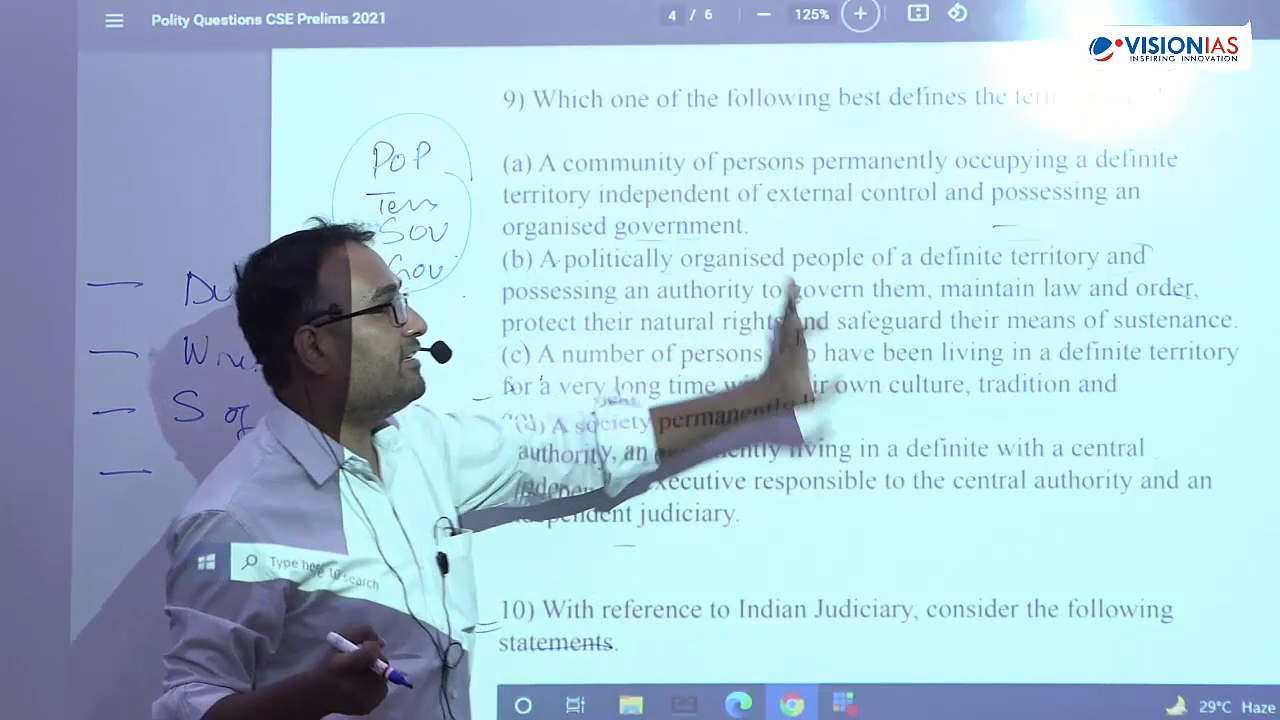 Polity Questions CSE Prelims 2021
4 / 6
125%
VISIONIAS
INSPIRING INNOVATION
9) Which one of the following best defines the
(a) A community of persons permanently occupying a definite
territory independent of external control and possessing an
organised government.
(b) A politically organised people of a definite territory and
possessing an authority to govern them, maintain law and order,
protect their natural rights and safeguard their means of sustenance.
(c) A number of persons have been living in a definite territory
for a very long time own culture, tradition and
(d) A society permanently living in a definite with a central
authority, an executive responsible to the central authority and an
independent judiciary.
10) With reference to Indian Judiciary, consider the following
statements.
POP
Terr
SOV
Gov
S of
Type here to search
29°C Haze